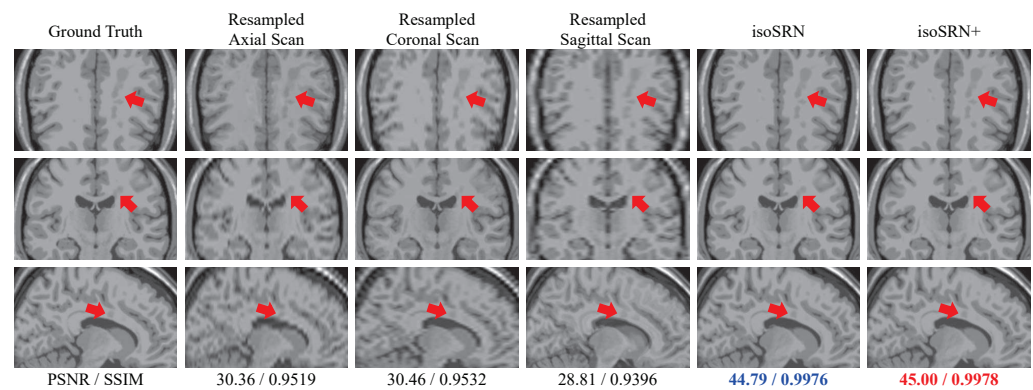 Ground Truth
Resampled
Axial Scan
Resampled
Coronal Scan
Resampled
Sagittal Scan
isoSRN
isoSRN+
PSNR / SSIM
30.36 / 0.9519
30.46 / 0.9532
28.81 / 0.9396
44.79 / 0.9976
45.00 / 0.9978